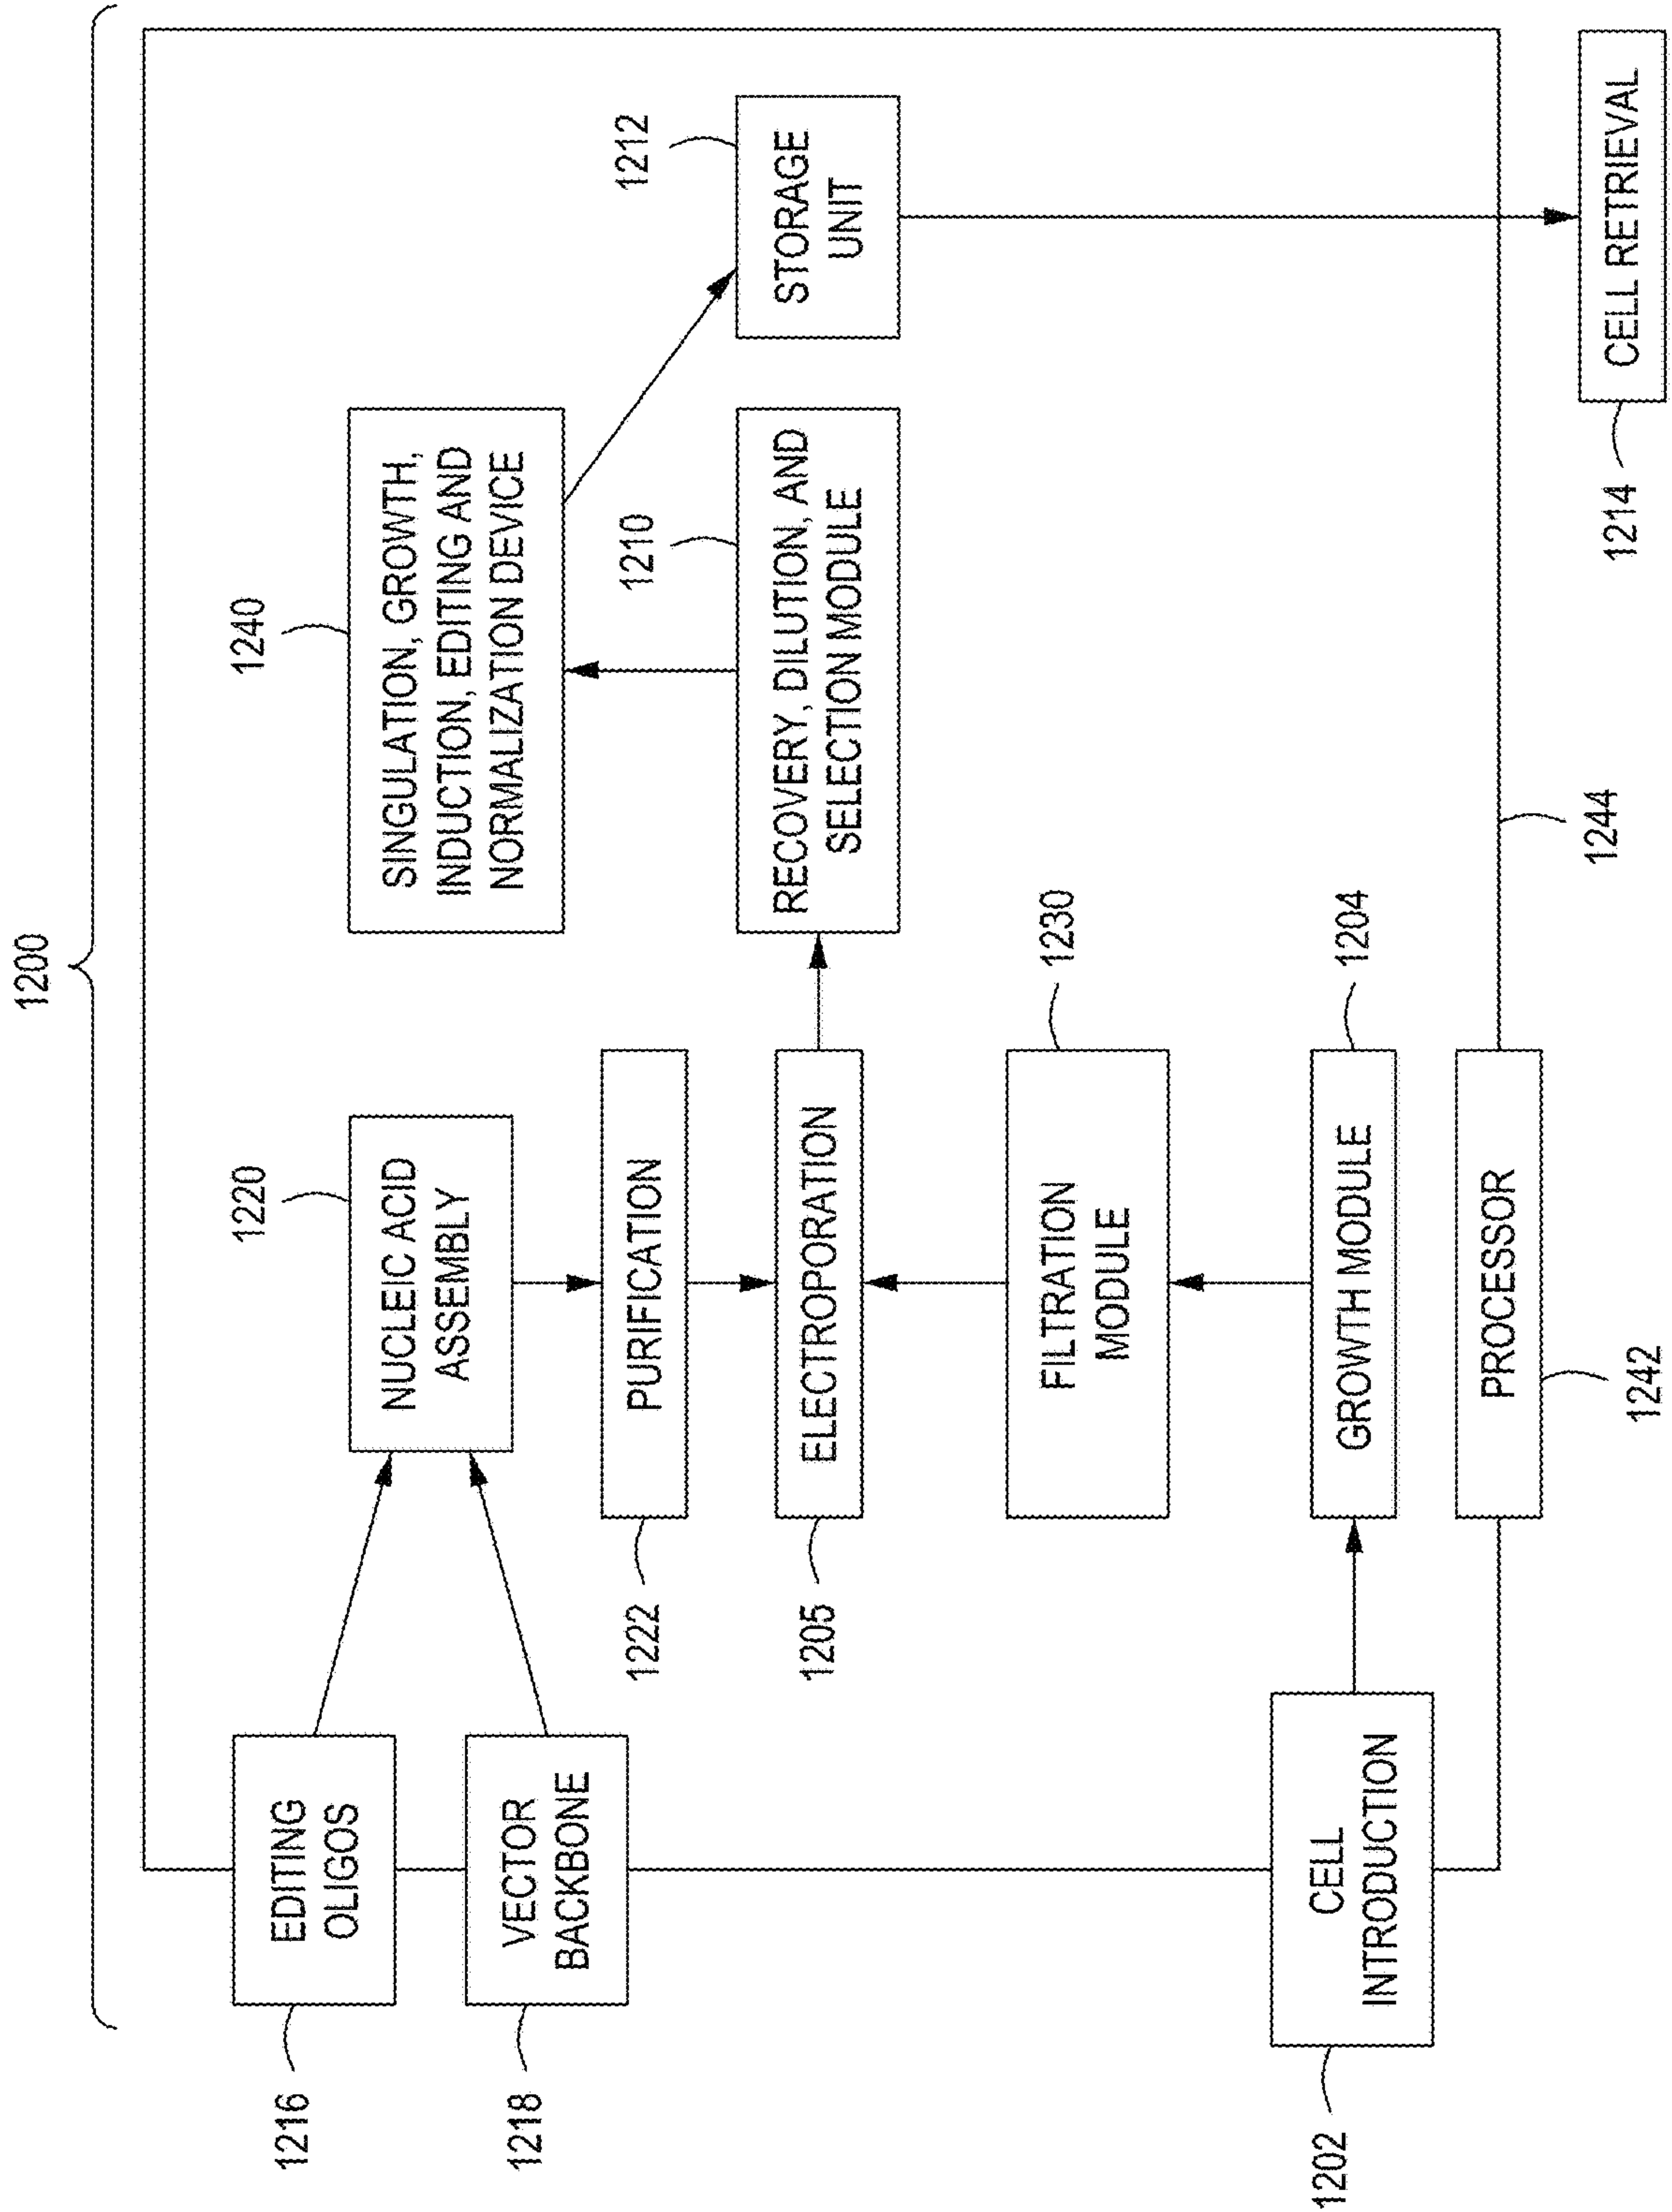 1200
1216
EDITING
OLIGOS
1218
VECTOR
BACKBONE
1220
NUCLEIC ACID
ASSEMBLY
1222
PURIFICATION
1205
ELECTROPORATION
1230
FILTRATION
MODULE
1202
CELL
INTRODUCTION
1204
GROWTH MODULE
1242
PROCESSOR
1244
1240
SINGULATION, GROWTH,
INDUCTION, EDITING AND
NORMALIZATION DEVICE
1210
RECOVERY, DILUTION, AND
SELECTION MODULE
1212
STORAGE
UNIT
1214
CELL RETRIEVAL